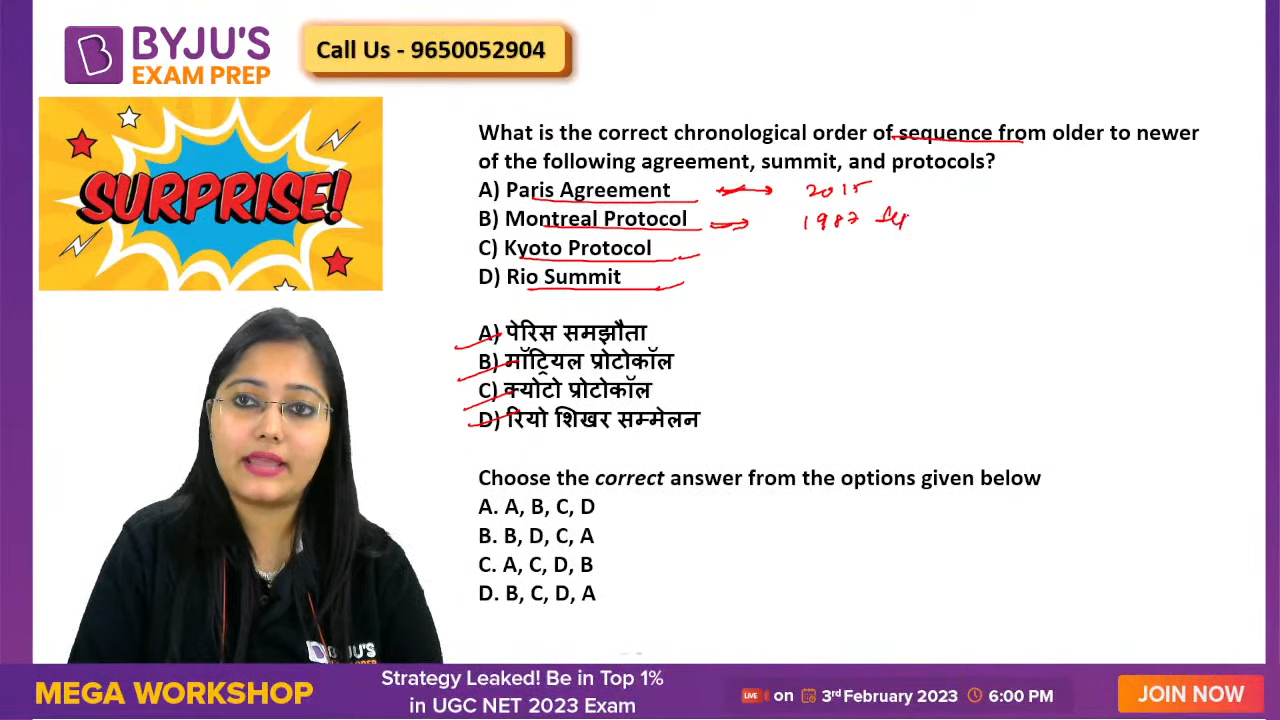 BYJU'S
EXAM PREP
Call Us - 9650052904
SURPRISE!
What is the correct chronological order of sequence from older to newer
of the following agreement, summit, and protocols?
A) Paris Agreement 2015
B) Montreal Protocol 1987
C) Kyoto Protocol
D) Rio Summit
A) पेरिस समझौता
B) मॉट्रियल प्रोटोकॉल
C) क्योटो प्रोटोकॉल
D) रियो शिखर सम्मेलन
Choose the correct answer from the options given below
A. A, B, C, D
B. B, D, C, A
C. A, C, D, B
D. B, C, D, A
BYJU'S
MEGA WORKSHOP
Strategy Leaked! Be in Top 1%
in UGC NET 2023 Exam
LIVE on 3rd February 2023 6:00 PM
JOIN NOW